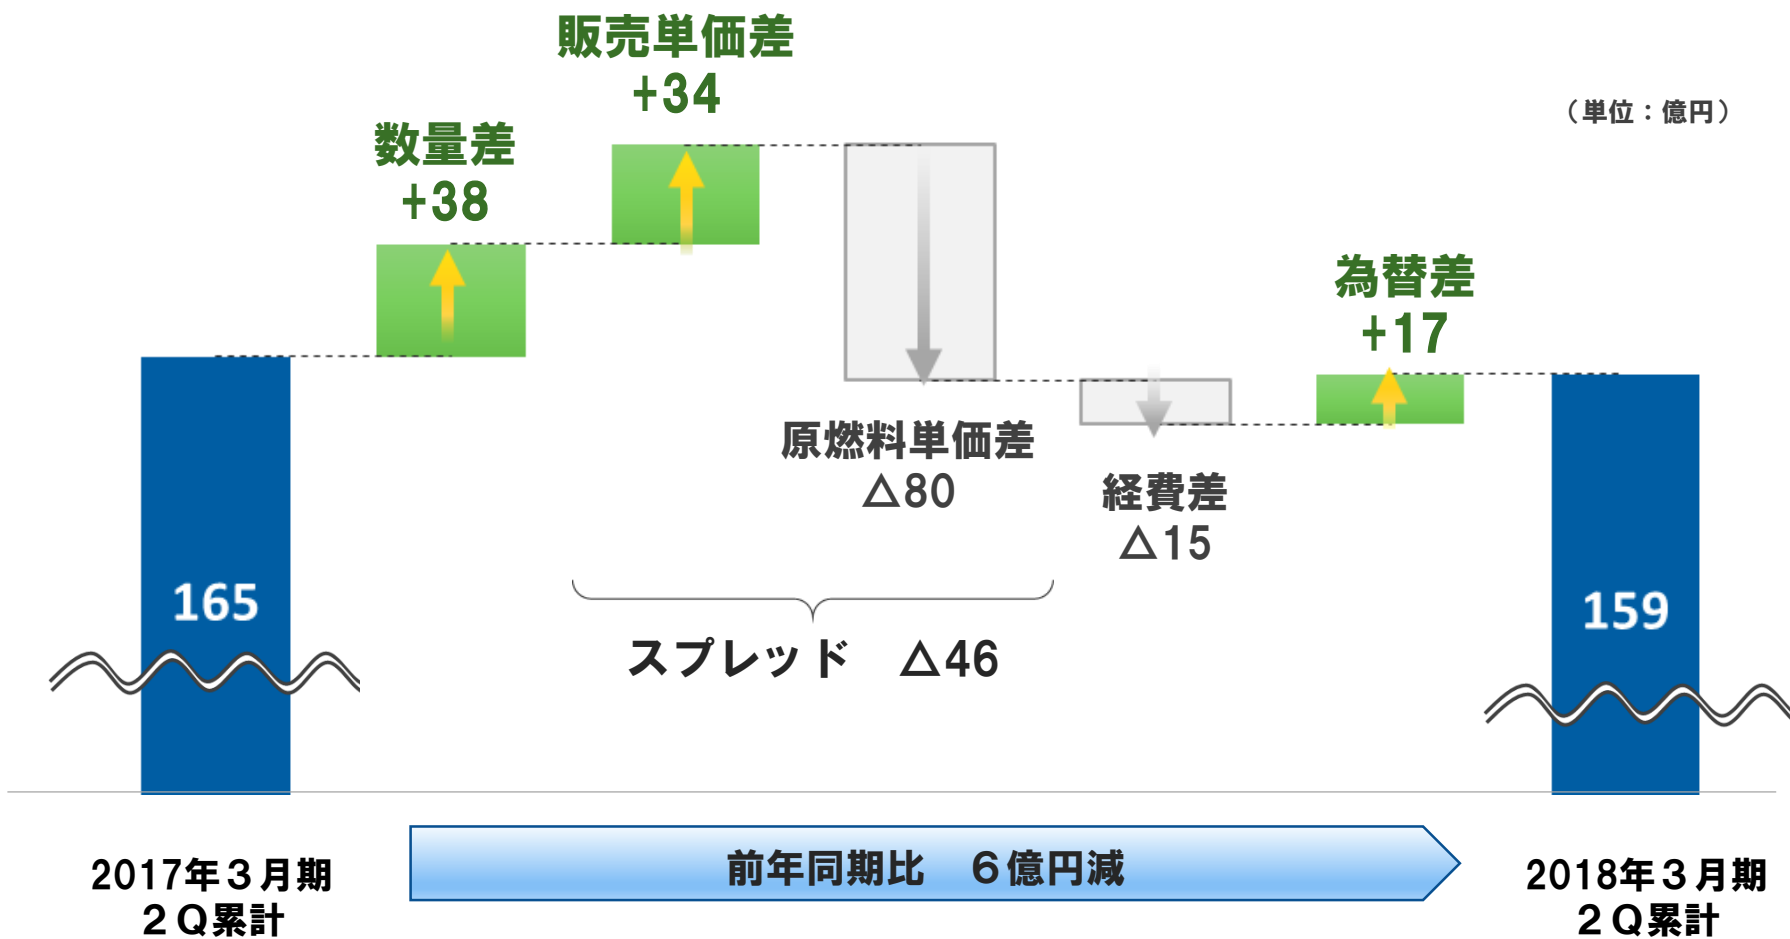 販売単価差
+34
（単位：億円）
数量差
+38
為替差
+17
原燃料単価差
△80
経費差
△15
165
159
スプレッド　△46
前年同期比　６億円減
2017年３月期
２Ｑ累計
2018年３月期
２Ｑ累計